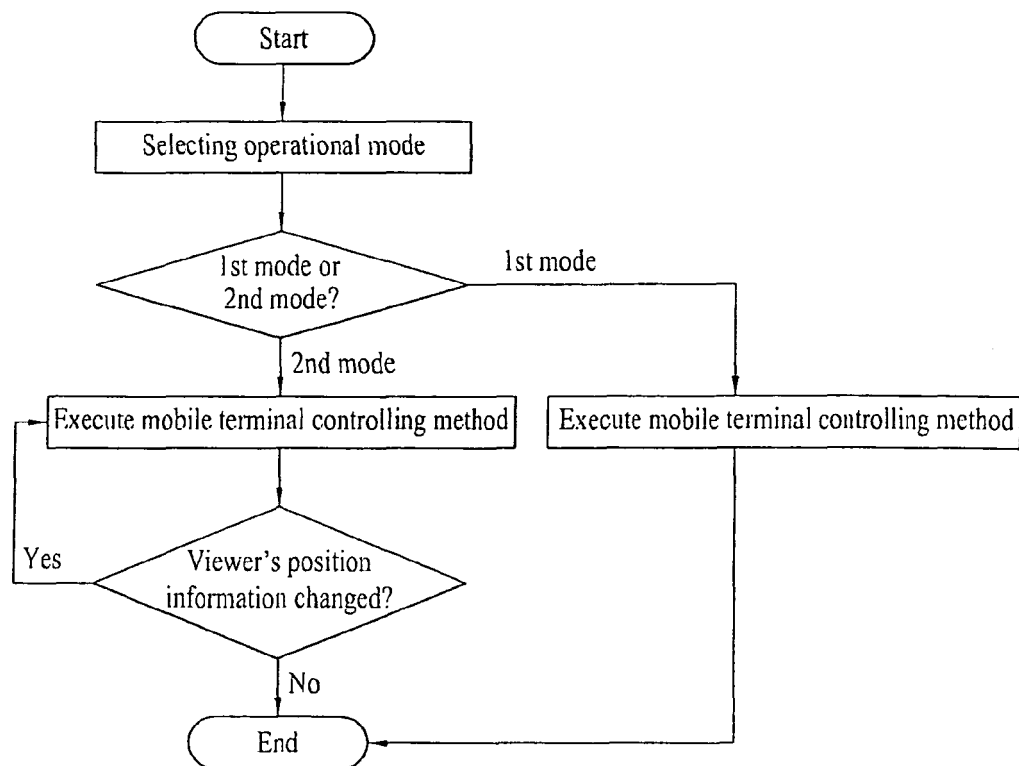 Start
Selecting operational mode
1st mode or
2nd mode?
1st mode
2nd mode
Execute mobile terminal controlling method
Execute mobile terminal controlling method
Viewer's position
information changed?
Yes
No
End